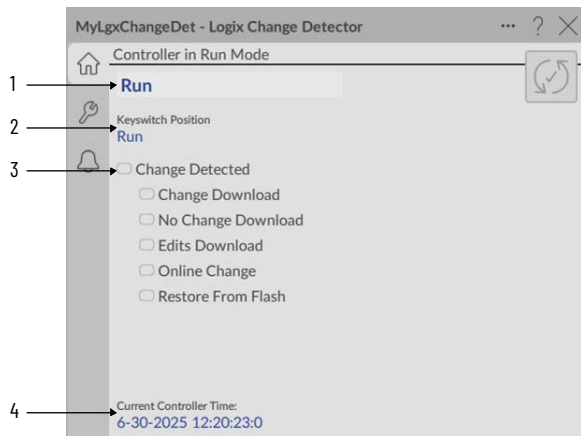 MyLgxChangeDet - Logix Change Detector ... ?
Controller in Run Mode
1 Run
2 Keyswitch Position
Run
3 Change Detected
Change Download
No Change Download
Edits Download
Online Change
Restore From Flash
4 Current Controller Time:
6-30-2025 12:20:23:0